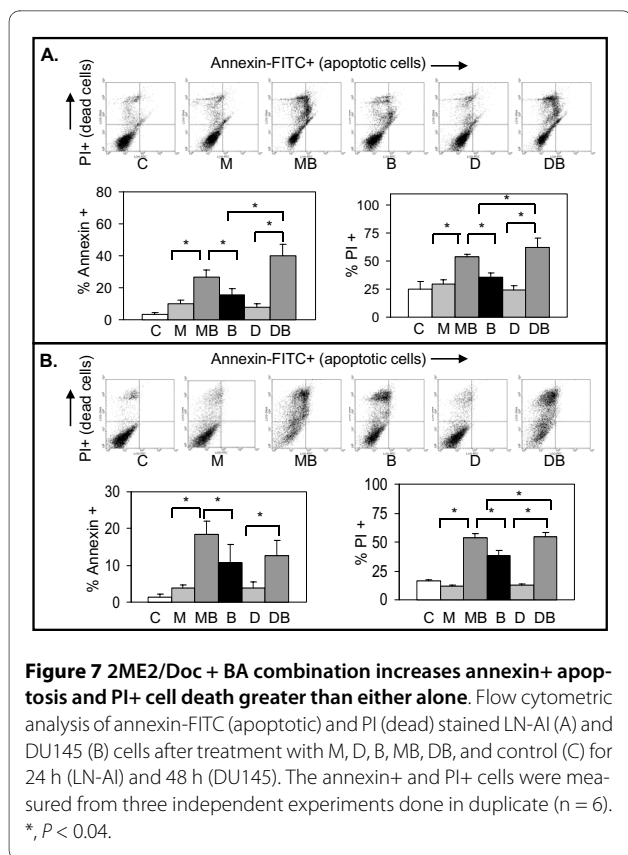 A.
Annexin-FITC+ (apoptotic cells)
PI+ (dead cells)
C M MB B D DB
% Annexin +
80
60
40
20
0
* * * *
C M MB B D DB
% PI +
100
75
50
25
0
* * * *
C M MB B D DB
B.
Annexin-FITC+ (apoptotic cells)
PI+ (dead cells)
C M MB B D DB
% Annexin +
30
20
10
0
* * *
C M MB B D DB
% PI +
100
75
50
25
0
* * * *
C M MB B D DB
Figure 7 2ME2/Doc + BA combination increases annexin+ apop-
tosis and PI+ cell death greater than either alone. Flow cytometric
analysis of annexin-FITC (apoptotic) and PI (dead) stained LN-AI (A) and
DU145 (B) cells after treatment with M, D, B, MB, DB, and control (C) for
24 h (LN-AI) and 48 h (DU145). The annexin+ and PI+ cells were mea-
sured from three independent experiments done in duplicate (n = 6).
*, P < 0.04.